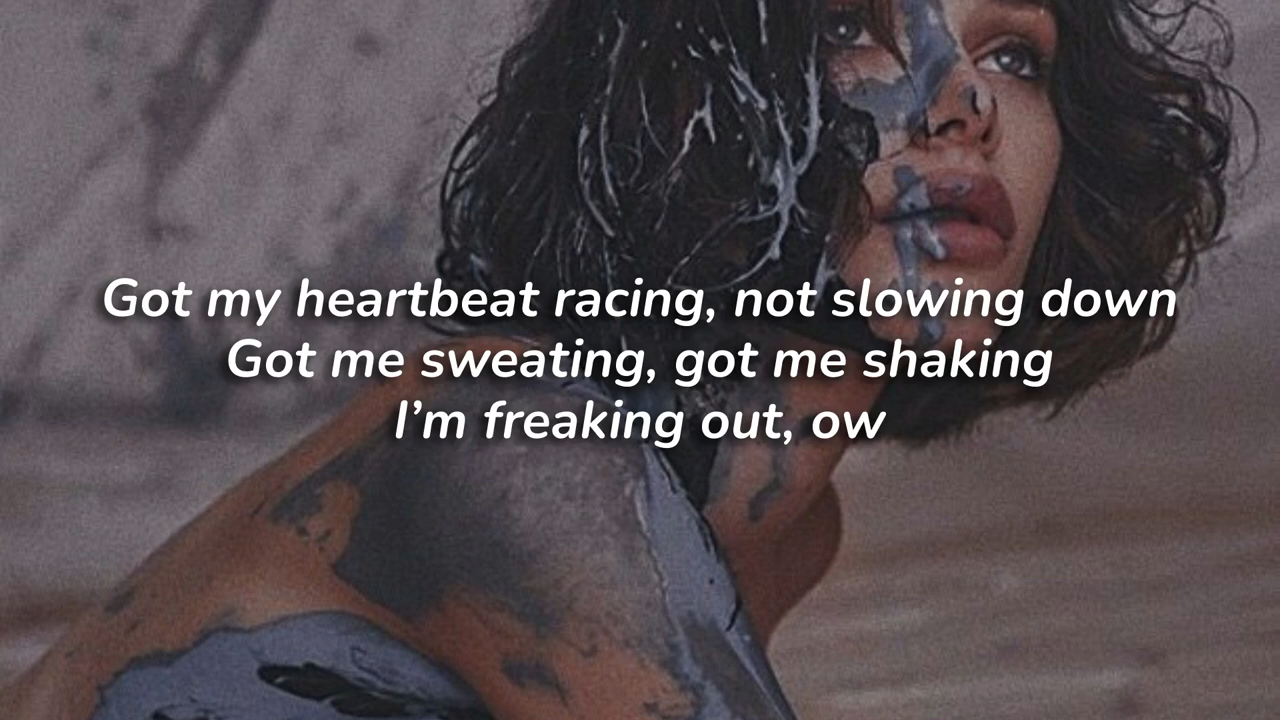 Got my heartbeat racing, not slowing down
Got me sweating, got me shaking
I’m freaking out, ow